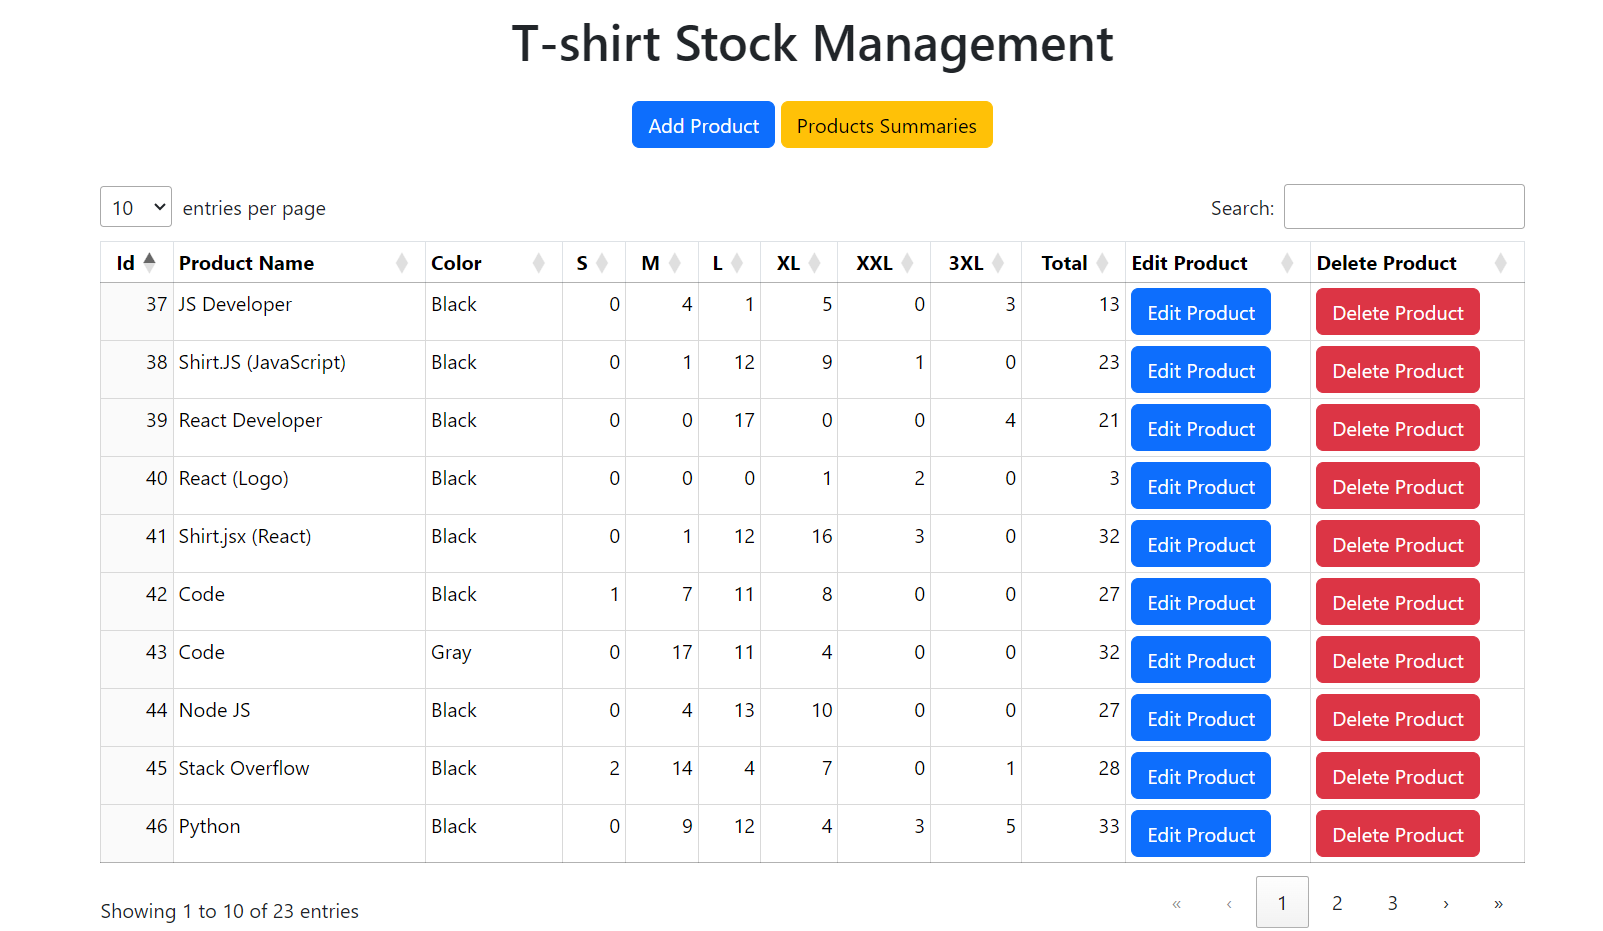 T-shirt Stock Management
Add Product Products Summaries
10 entries per page Search:
Id Product Name Color S M L XL XXL 3XL Total Edit Product Delete Product
37 JS Developer Black 0 4 1 5 0 3 13 Edit Product Delete Product
38 Shirt.JS (JavaScript) Black 0 1 12 9 1 0 23 Edit Product Delete Product
39 React Developer Black 0 0 17 0 0 4 21 Edit Product Delete Product
40 React (Logo) Black 0 0 0 1 2 0 3 Edit Product Delete Product
41 Shirt.jsx (React) Black 0 1 12 16 3 0 32 Edit Product Delete Product
42 Code Black 1 7 11 8 0 0 27 Edit Product Delete Product
43 Code Gray 0 17 11 4 0 0 32 Edit Product Delete Product
44 Node JS Black 0 4 13 10 0 0 27 Edit Product Delete Product
45 Stack Overflow Black 2 14 4 7 0 1 28 Edit Product Delete Product
46 Python Black 0 9 12 4 3 5 33 Edit Product Delete Product
Showing 1 to 10 of 23 entries « ‹ 1 2 3 › »